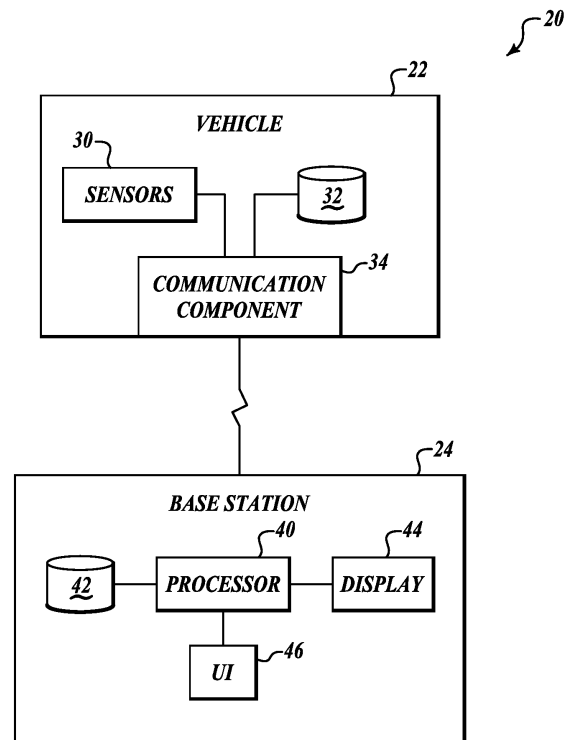 20
22
VEHICLE
30
SENSORS
32
34
COMMUNICATION
COMPONENT
24
BASE STATION
40
44
42
PROCESSOR
DISPLAY
46
UI